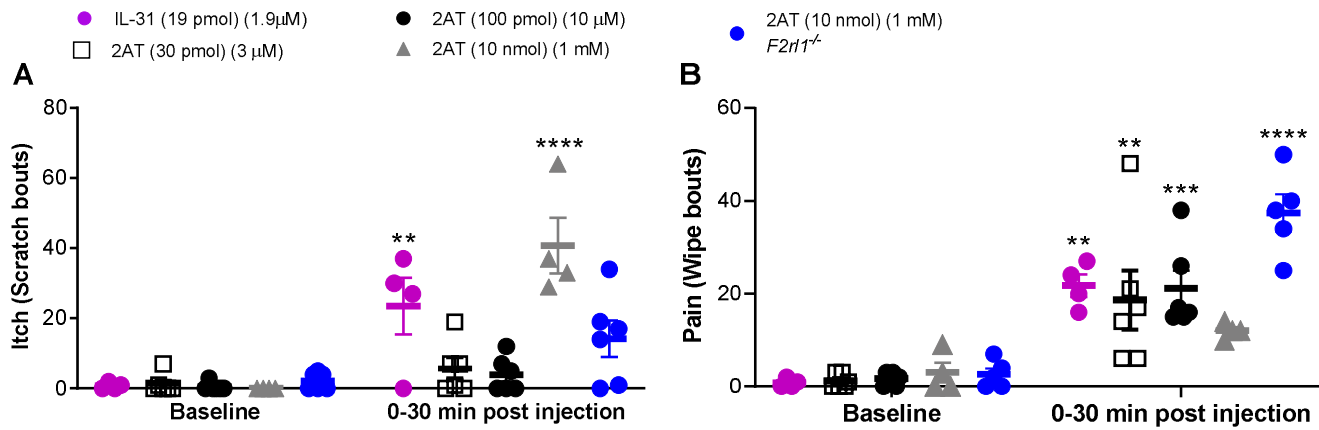 IL-31 (19 pmol) (1.9μM)
2AT (30 pmol) (3 μM)
2AT (100 pmol) (10 μM)
2AT (10 nmol) (1 mM)
2AT (10 nmol) (1 mM)
F2rl1-/-
A
Itch (Scratch bouts)
80
60
40
20
0
**
****
Baseline
0-30 min post injection
B
Pain (Wipe bouts)
60
40
20
0
**
**
***
****
Baseline
0-30 min post injection